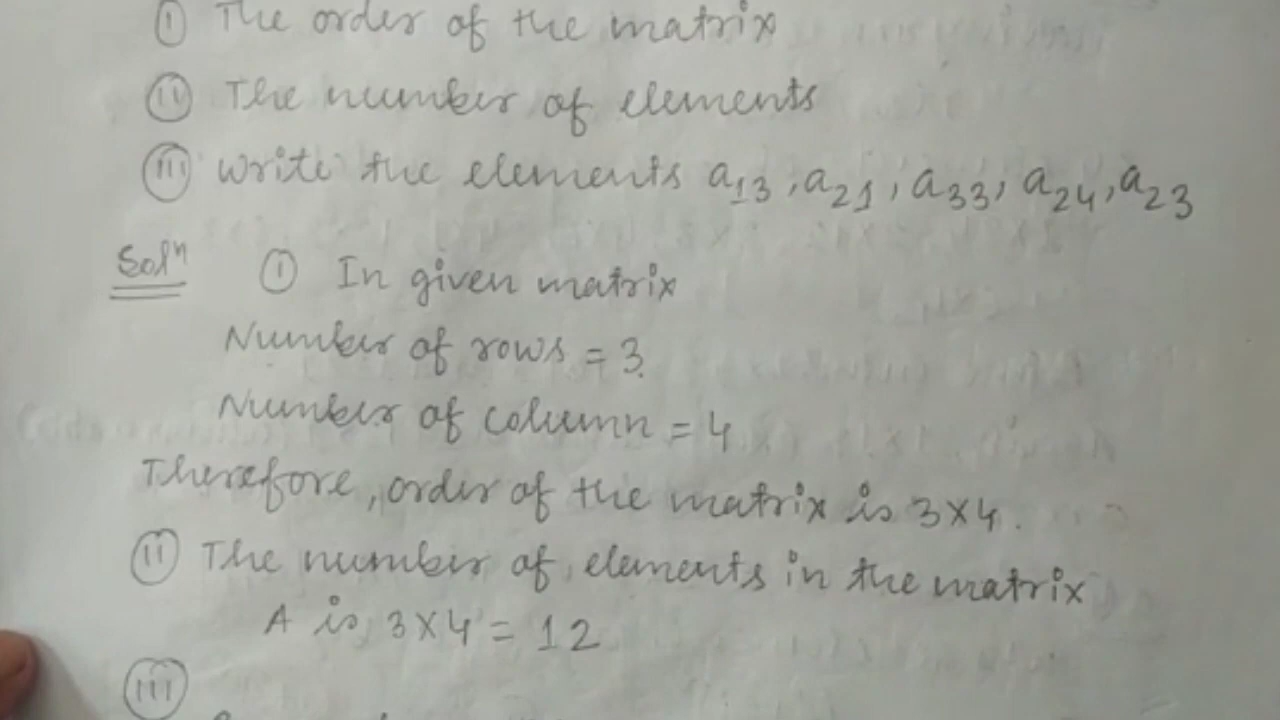 (i) The order of the matrix
(ii) The number of elements
(iii) Write the elements a₁₃, a₂₁, a₃₃, a₂₄, a₂₃
Solⁿ (i) In given matrix
Number of rows = 3.
Number of column = 4
Therefore, order of the matrix is 3×4.
(ii) The number of elements in the matrix
A is 3×4 = 12
(iii)